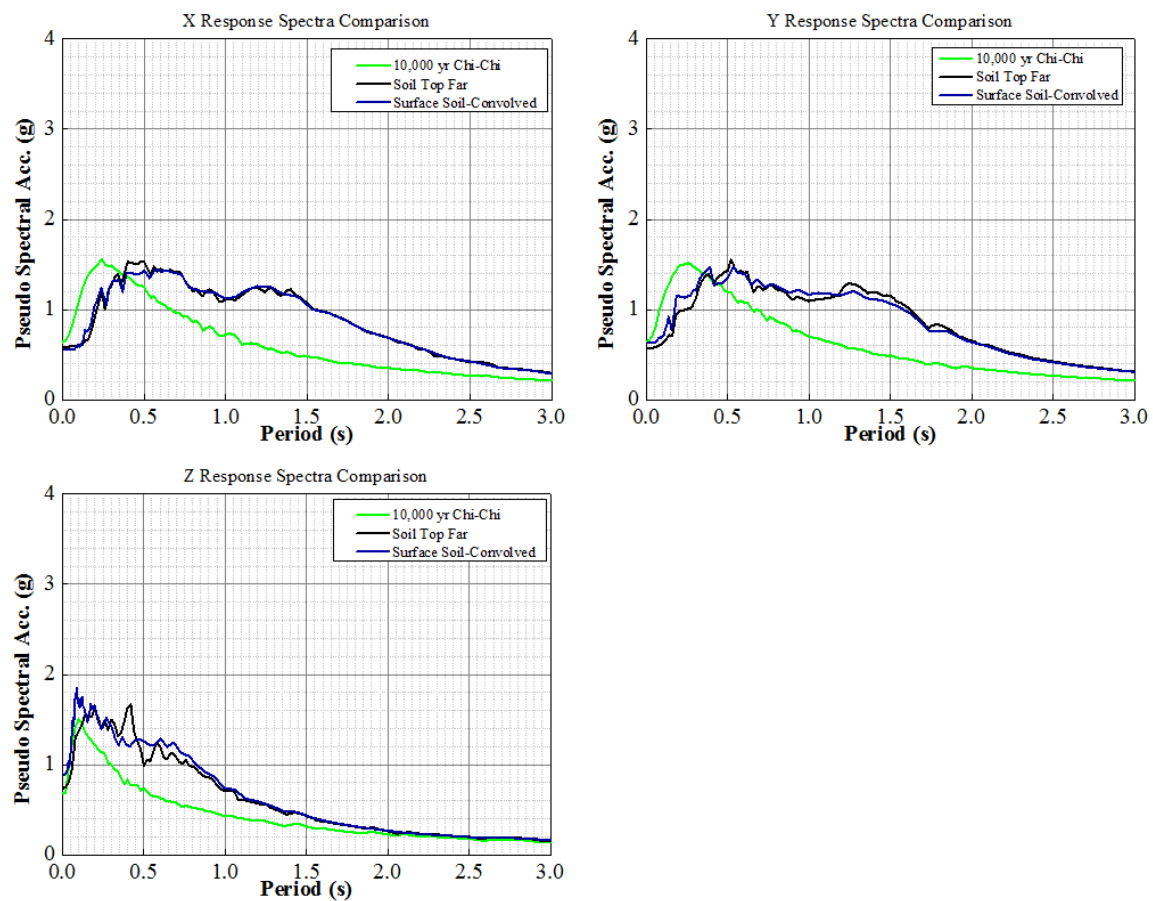 X Response Spectra Comparison
4
3
2
1
0
Pseudo Spectral Acc. (g)
10,000 yr Chi-Chi
Soil Top Far
Surface Soil-Convolved
0.0 0.5 1.0 1.5 2.0 2.5 3.0
Period (s)
Y Response Spectra Comparison
4
3
2
1
0
Pseudo Spectral Acc. (g)
10,000 yr Chi-Chi
Soil Top Far
Surface Soil-Convolved
0.0 0.5 1.0 1.5 2.0 2.5 3.0
Period (s)
Z Response Spectra Comparison
4
3
2
1
0
Pseudo Spectral Acc. (g)
10,000 yr Chi-Chi
Soil Top Far
Surface Soil-Convolved
0.0 0.5 1.0 1.5 2.0 2.5 3.0
Period (s)